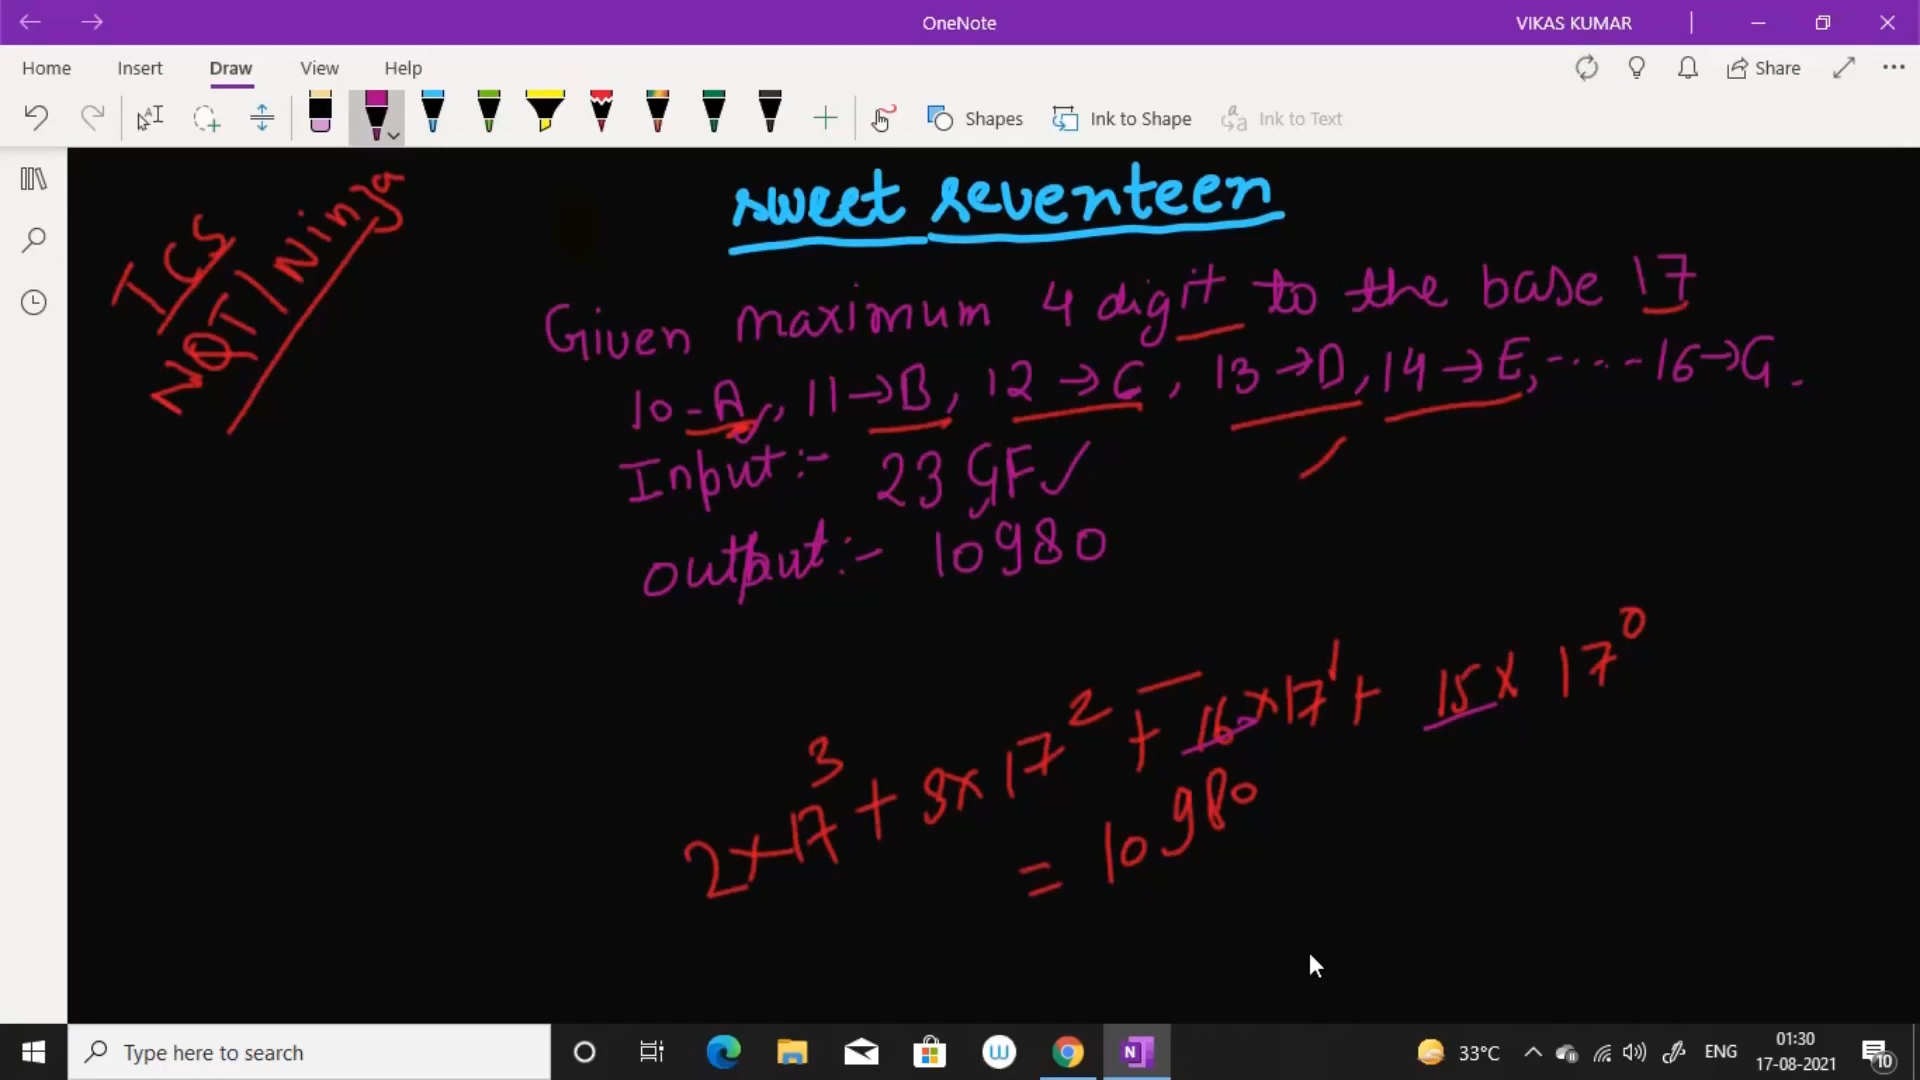 OneNote
VIKAS KUMAR
Home Insert Draw View Help
Share
Shapes
Ink to Shape
Ink to Text
TCS
NQT/Ninja
sweet seventeen
Given maximum 4 digit to the base 17
10-A, 11→B, 12→C, 13→D, 14→E, ....-16→G.
Input:- 23GF✓
output:- 10980
2×17³+3×17²+16×17¹+ 15×17⁰
= 10980
Type here to search
33°C
ENG
01:30
17-08-2021
10